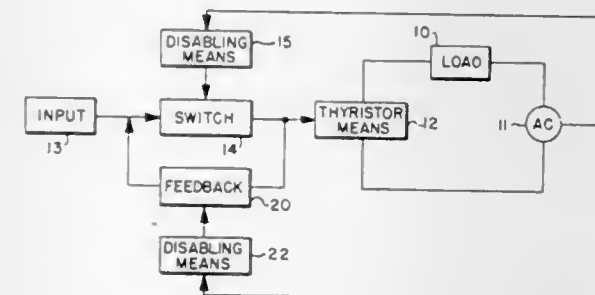 DISABLING
MEANS
15
10
LOAD
INPUT
13
SWITCH
14
THYRISTOR
MEANS
12
11
AC
FEEDBACK
20
DISABLING
MEANS
22